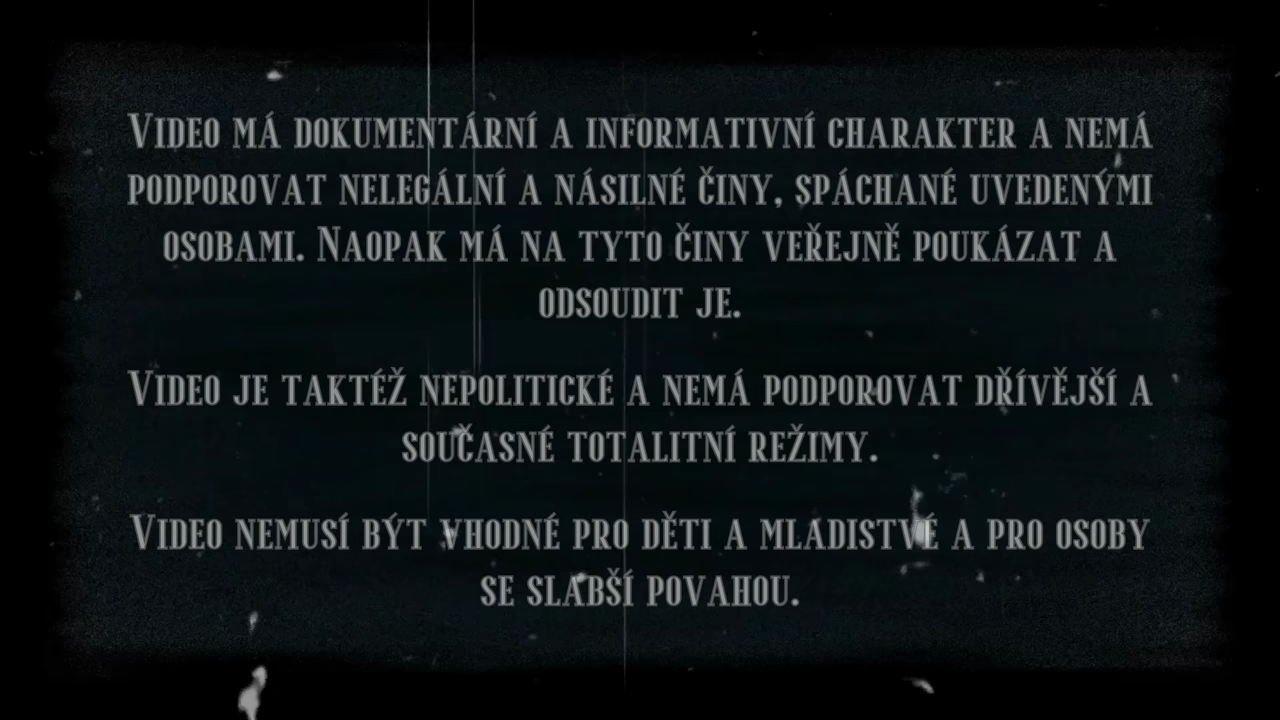 Video má dokumentární a informativní charakter a nemá
podporovat nelegální a násilné činy, spáchané uvedenými
osobami. Naopak má na tyto činy veřejně poukázat a
odsoudit je.
Video je taktéž nepolitické a nemá podporovat dřívější a
současné totalitní režimy.
Video nemusí být vhodné pro děti a mladistvé a pro osoby
se slabší povahou.